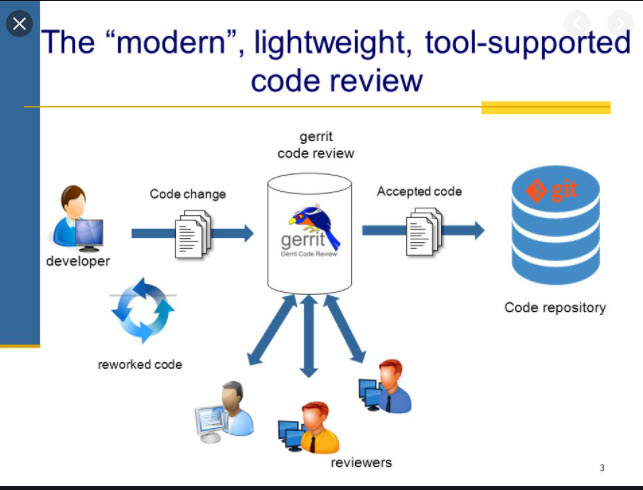 The “modern”, lightweight, tool-supported
code review
gerrit
code review
Code change
Accepted code
git
gerrit
Gerrit Code Review
developer
Code repository
reworked code
reviewers
3